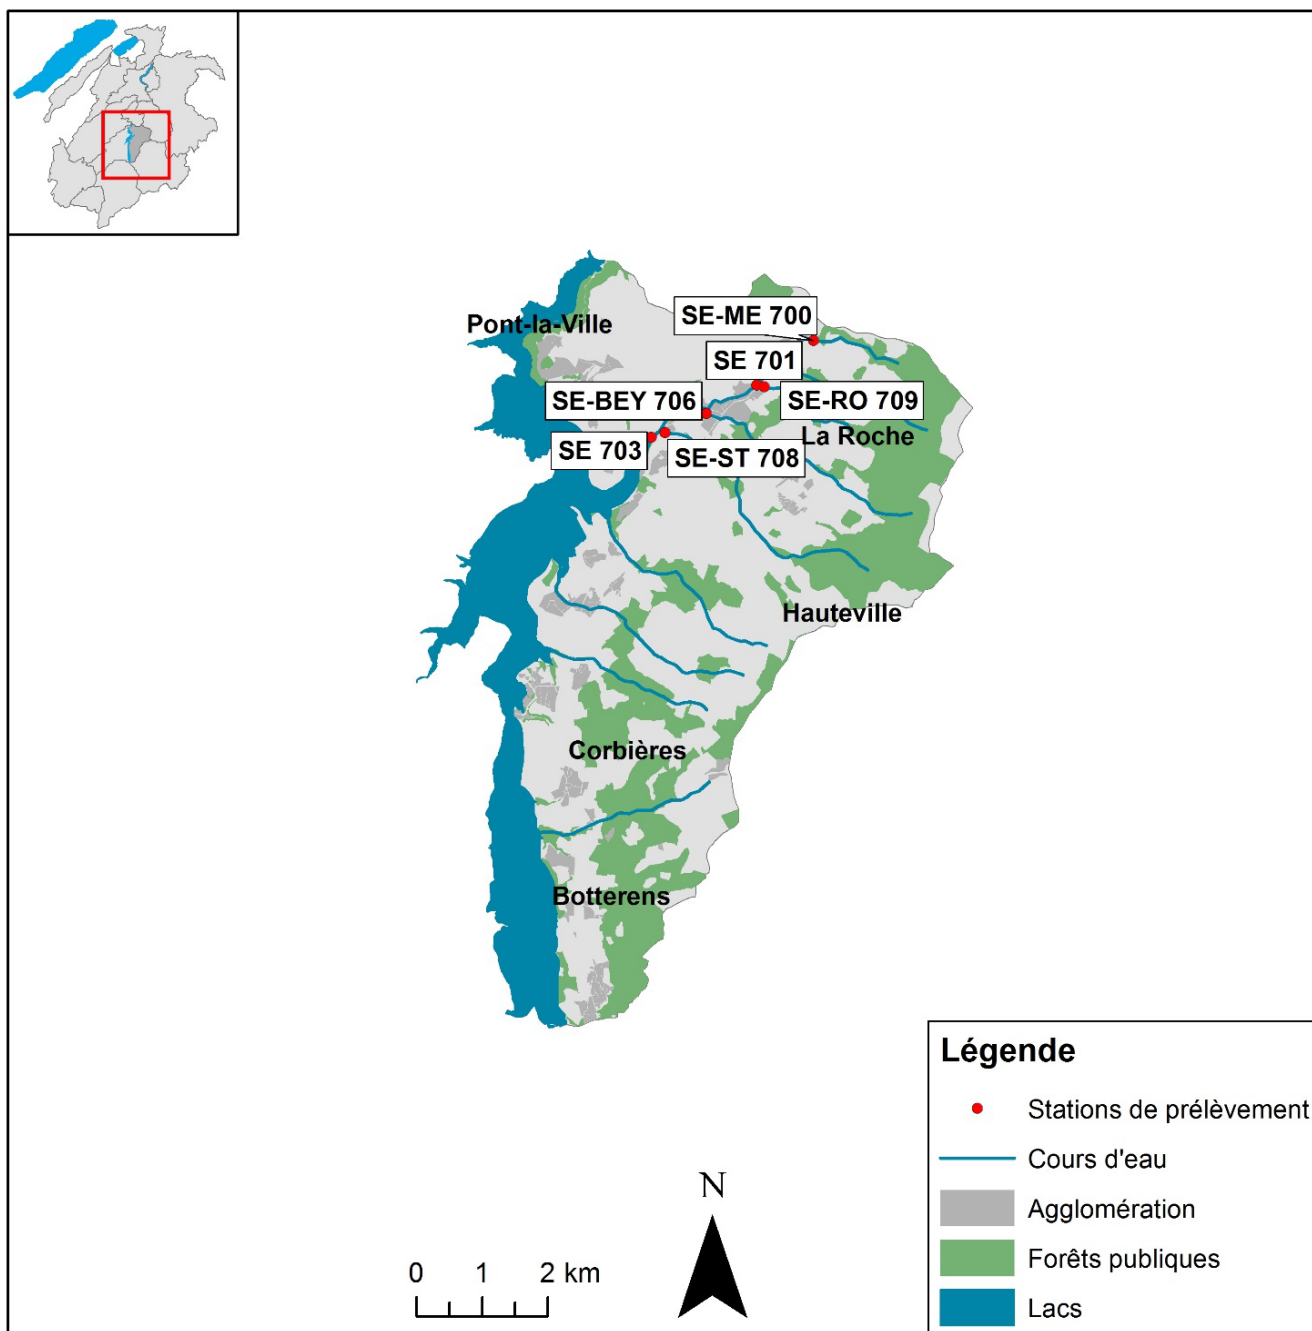 Pont-la-Ville
SE-ME 700
SE 701
SE-BEY 706
SE-RO 709
La Roche
SE 703
SE-ST 708
Hauteville
Corbières
Botterens
Légende
Stations de prélèvement
Cours d'eau
Agglomération
Forêts publiques
Lacs
N
0 1 2 km